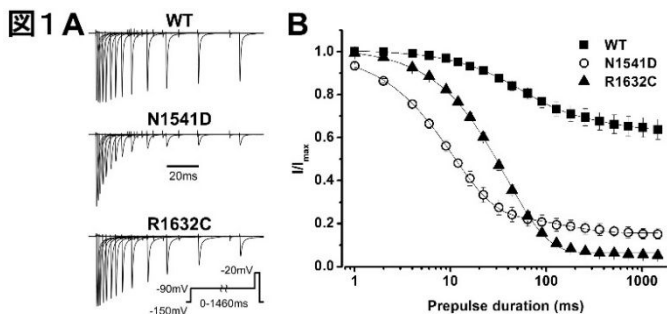 図1 A
WT
N1541D
20ms
R1632C
-20mV
-90mV
0-1460ms
-150mV
B
WT
N1541D
R1632C
I/Imax
1.0
0.8
0.6
0.4
0.2
0.0
1
10
100
1000
Prepulse duration (ms)